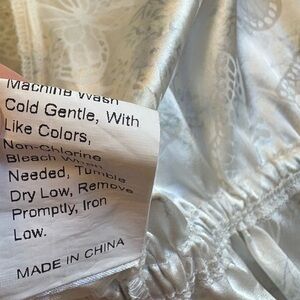 Machine Wash
Cold Gentle, With
Like Colors,
Non-Chlorine
Bleach When
Needed, Tumble
Dry Low, Remove
Promptly, Iron
Low.
MADE IN CHINA